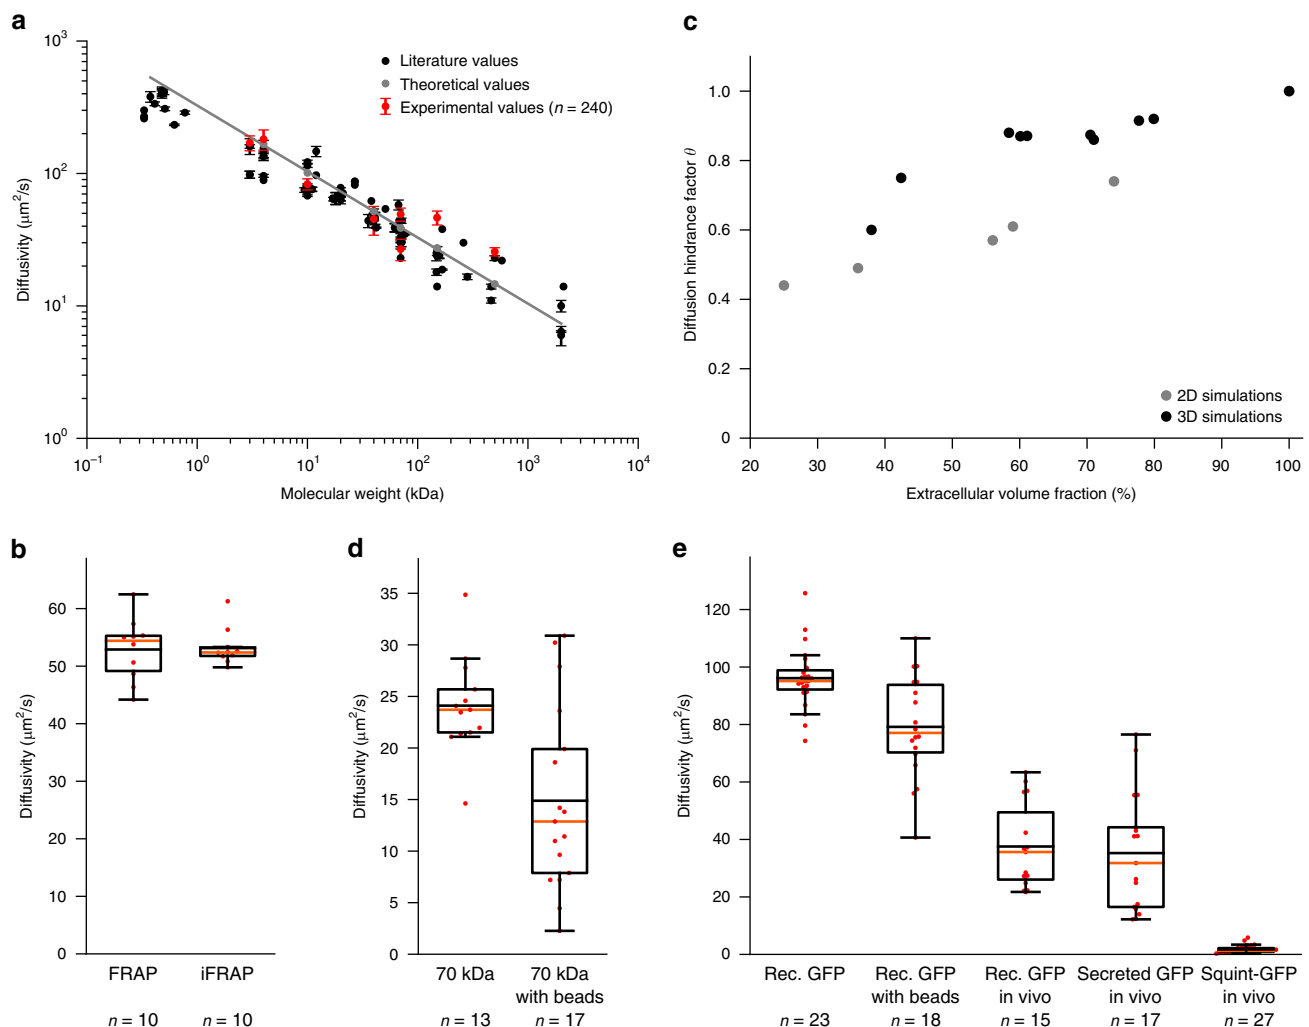 a
10³
10²
10¹
10⁰
Diffusivity (μm²/s)
Literature values
Theoretical values
Experimental values (n = 240)
10⁻¹ 10⁰ 10¹ 10² 10³ 10⁴
Molecular weight (kDa)
c
1.0
0.8
0.6
0.4
0.2
0
Diffusion hindrance factor θ
2D simulations
3D simulations
20 30 40 50 60 70 80 90 100
Extracellular volume fraction (%)
b
60
50
40
30
20
10
0
Diffusivity (μm²/s)
FRAP iFRAP
n = 10 n = 10
d
35
30
25
20
15
10
5
0
Diffusivity (μm²/s)
70 kDa 70 kDa
with beads
n = 13 n = 17
e
120
100
80
60
40
20
0
Diffusivity (μm²/s)
Rec. GFP Rec. GFP Rec. GFP Secreted GFP Squint-GFP
with beads in vivo in vivo in vivo
n = 23 n = 18 n = 15 n = 17 n = 27